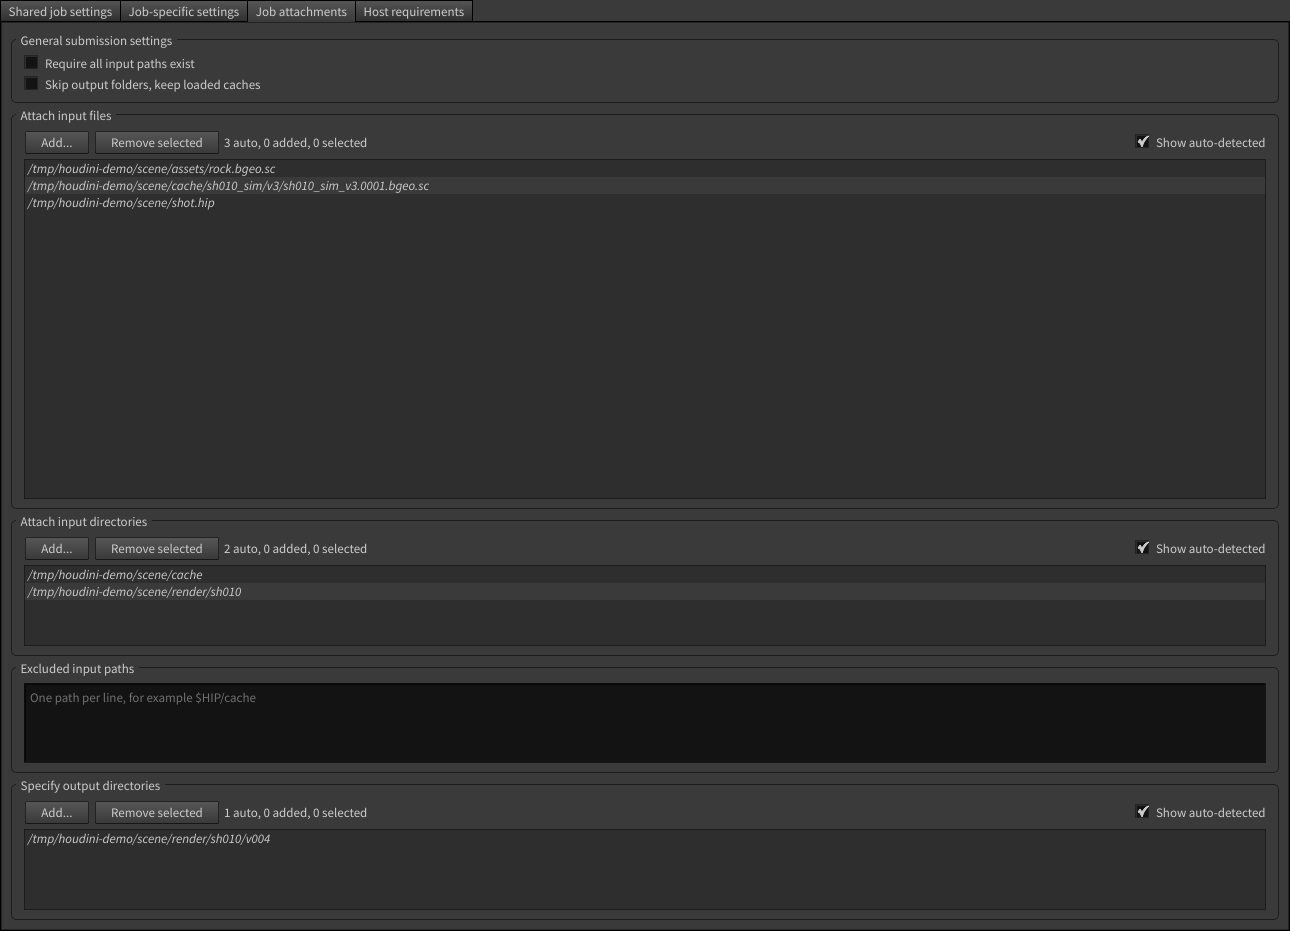 Shared job settings
Job-specific settings
Job attachments
Host requirements
General submission settings
Require all input paths exist
Skip output folders, keep loaded caches
Attach input files
Add...
Remove selected
3 auto, 0 added, 0 selected
Show auto-detected
/tmp/houdini-demo/scene/assets/rock.bgeo.sc
/tmp/houdini-demo/scene/cache/sh010_sim/v3/sh010_sim_v3.0001.bgeo.sc
/tmp/houdini-demo/scene/shot.hip
Attach input directories
Add...
Remove selected
2 auto, 0 added, 0 selected
Show auto-detected
/tmp/houdini-demo/scene/cache
/tmp/houdini-demo/scene/render/sh010
Excluded input paths
One path per line, for example $HIP/cache
Specify output directories
Add...
Remove selected
1 auto, 0 added, 0 selected
Show auto-detected
/tmp/houdini-demo/scene/render/sh010/v004